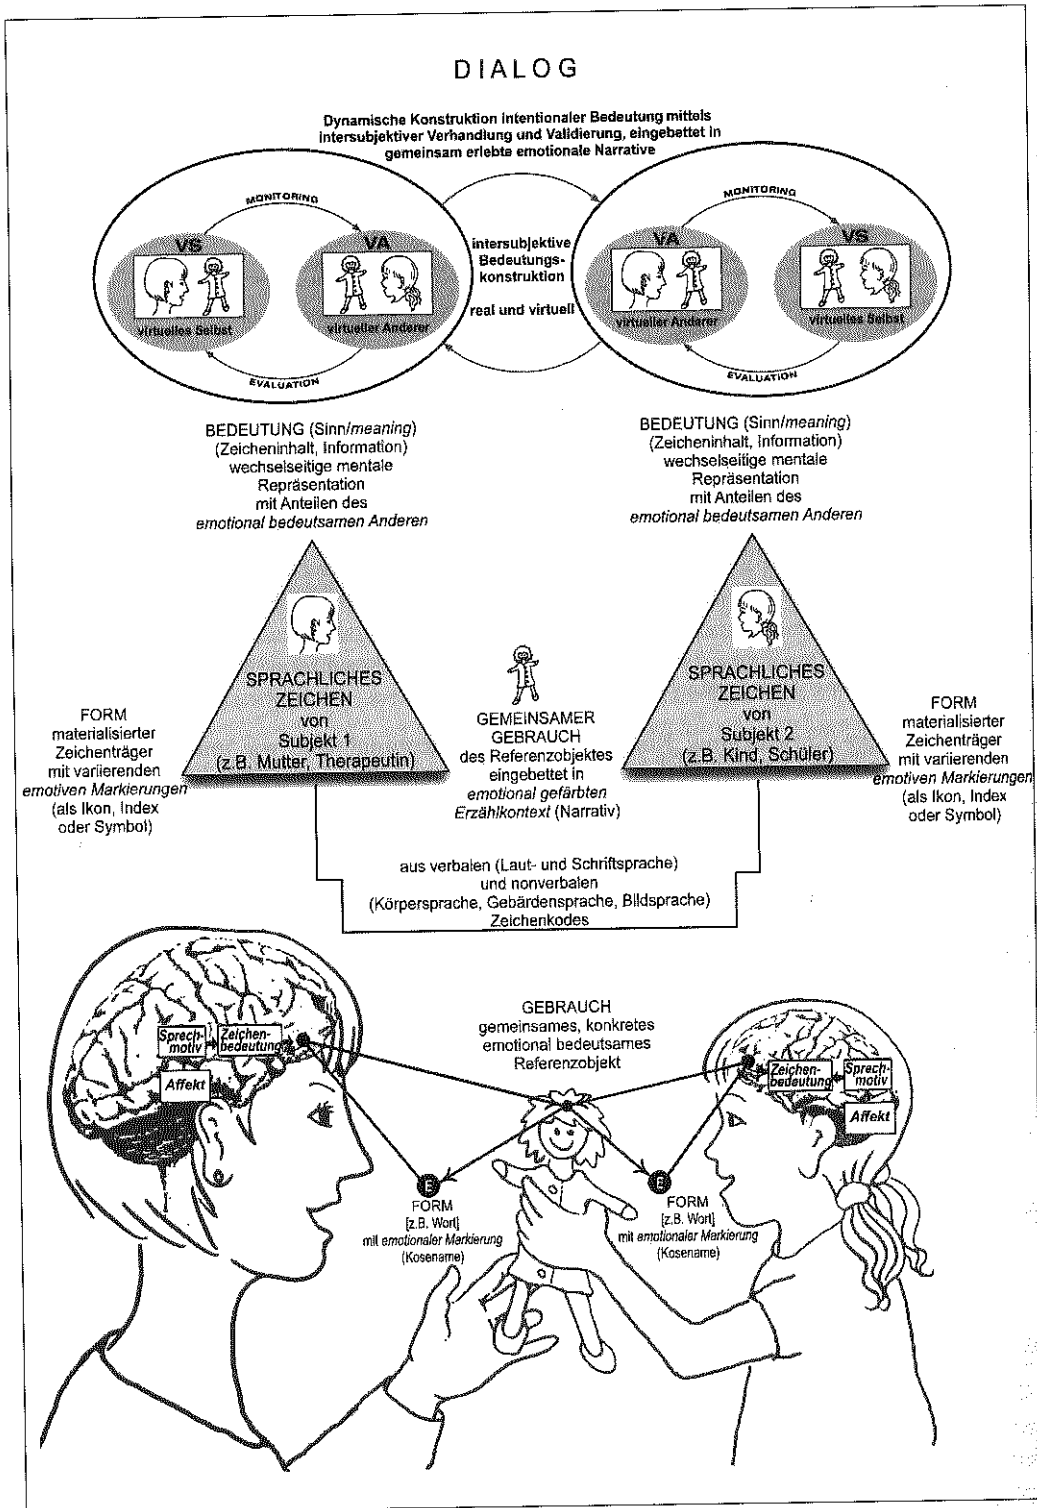 DIALOG
Dynamische Konstruktion intentionaler Bedeutung mittels
intersubjektiver Verhandlung und Validierung, eingebettet in
gemeinsam erlebte emotionale Narrative
MONITORING
VS
VA
virtuelles Selbst
virtueller Anderer
EVALUATION
intersubjektive
Bedeutungs-
konstruktion
real und virtuell
MONITORING
VA
VS
virtueller Anderer
virtuelles Selbst
EVALUATION
BEDEUTUNG (Sinn/meaning)
(Zeicheninhalt, Information)
wechselseitige mentale
Repräsentation
mit Anteilen des
emotional bedeutsamen Anderen
BEDEUTUNG (Sinn/meaning)
(Zeicheninhalt, Information)
wechselseitige mentale
Repräsentation
mit Anteilen des
emotional bedeutsamen Anderen
FORM
materialisierter
Zeichenträger
mit variierenden
emotiven Markierungen
(als Ikon, Index
oder Symbol)
SPRACHLICHES
ZEICHEN
von
Subjekt 1
(z.B. Mutter, Therapeutin)
GEMEINSAMER
GEBRAUCH
des Referenzobjektes
eingebettet in
emotional gefärbten
Erzählkontext (Narrativ)
SPRACHLICHES
ZEICHEN
von
Subjekt 2
(z.B. Kind, Schüler)
FORM
materialisierter
Zeichenträger
mit variierenden
emotiven Markierungen
(als Ikon, Index
oder Symbol)
aus verbalen (Laut- und Schriftsprache)
und nonverbalen
(Körpersprache, Gebärdensprache, Bildsprache)
Zeichenkodes
GEBRAUCH
gemeinsames, konkretes
emotional bedeutsames
Referenzobjekt
Sprech-
motiv
Zeichen-
bedeutung
Affekt
Zeichen-
bedeutung
Sprech-
motiv
Affekt
E
FORM
[z.B. Wort]
mit emotionaler Markierung
(Kosename)
E
FORM
[z.B. Wort]
mit emotionaler Markierung
(Kosename)